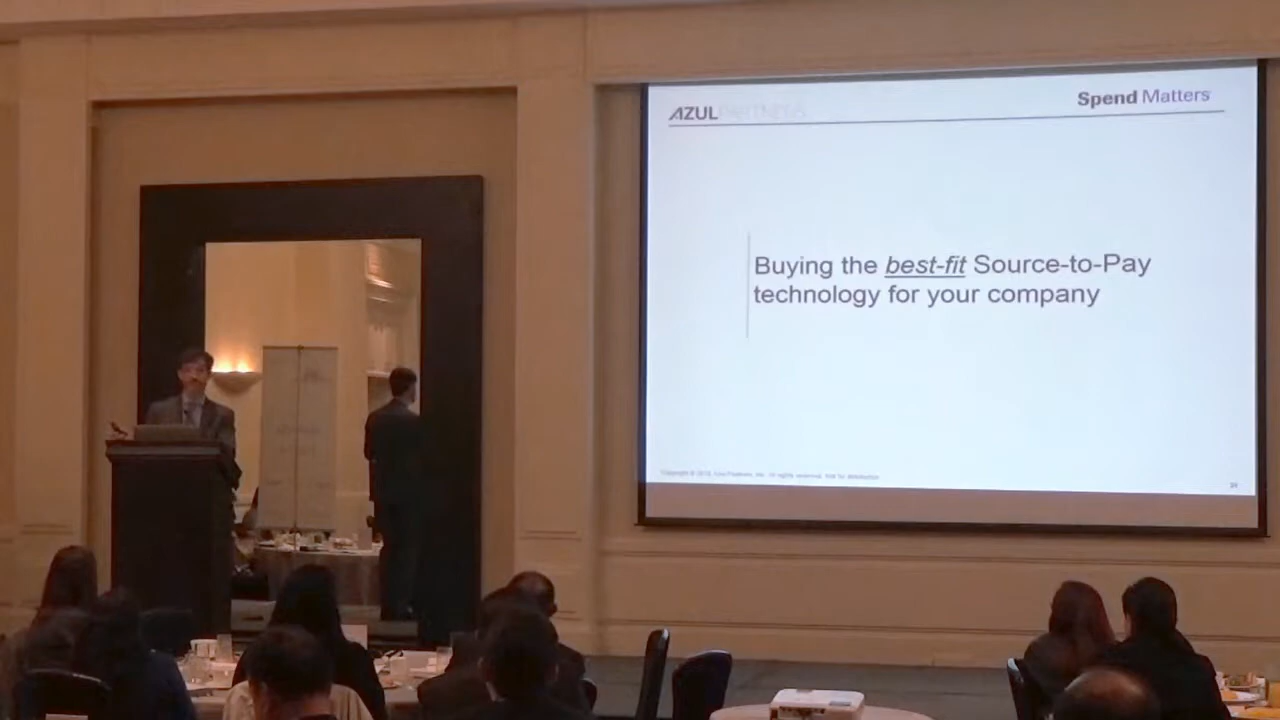 AZUL PARTNERS
Spend Matters
Buying the best-fit Source-to-Pay
technology for your company